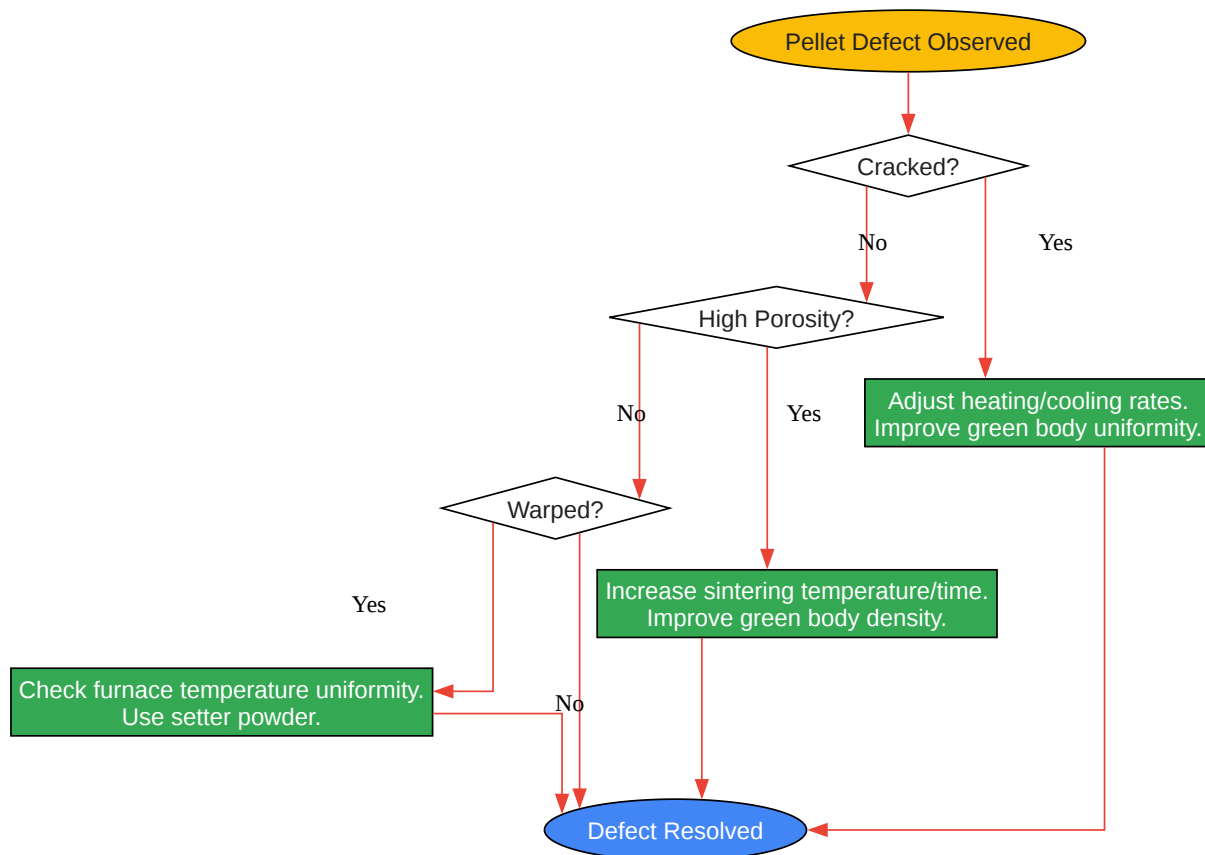 Pellet Defect Observed
Cracked?
No
Yes
High Porosity?
Adjust heating/cooling rates.
Improve green body uniformity.
No
Yes
Warped?
Increase sintering temperature/time.
Improve green body density.
Yes
Check furnace temperature uniformity.
Use setter powder.
No
Defect Resolved